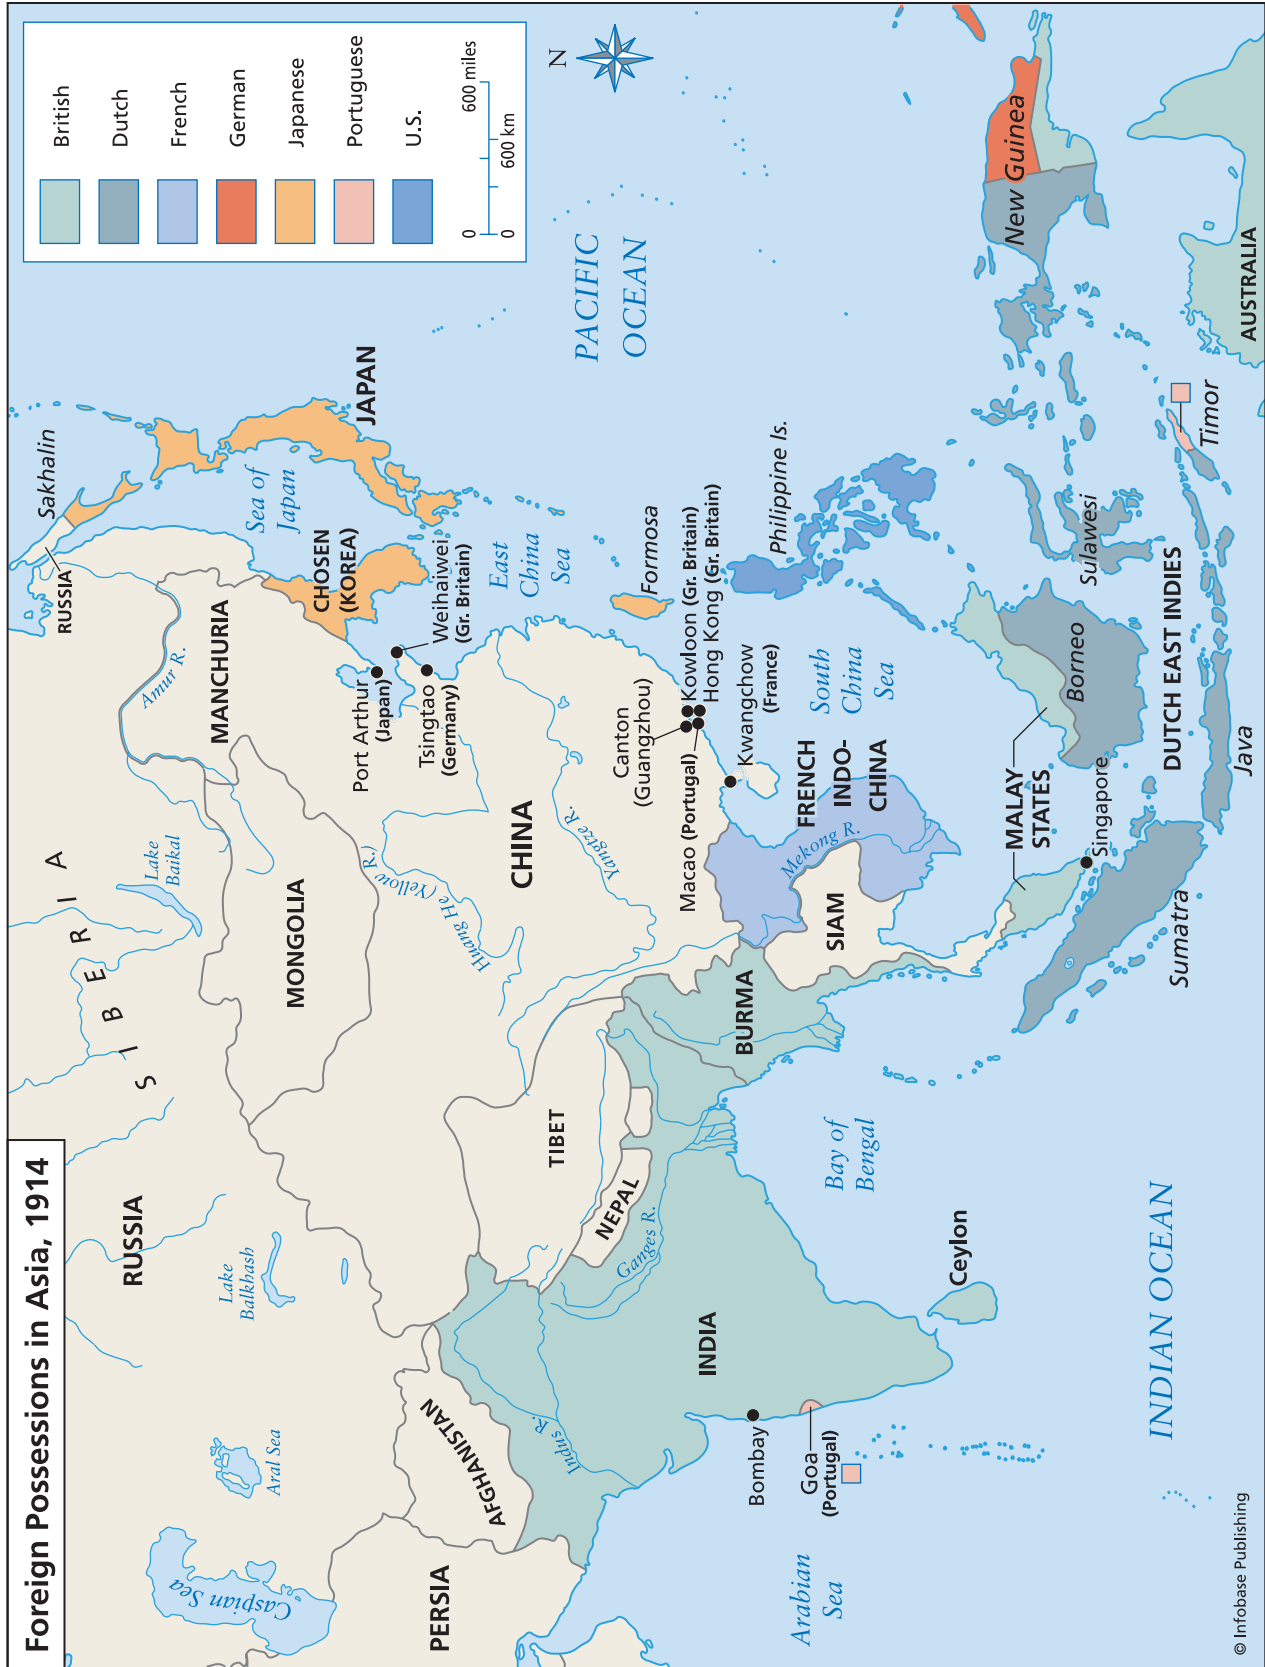 Foreign Possessions in Asia, 1914
British
Dutch
French
German
Japanese
Portuguese
U.S.
0
600 miles
0
600 km
N
RUSSIA
SIBERIA
Lake
Baikal
Lake
Balkhash
Aral Sea
Caspian Sea
RUSSIA
Sakhalin
Amur R.
MANCHURIA
MONGOLIA
Sea of
Japan
JAPAN
CHOSEN
(KOREA)
Port Arthur
(Japan)
Weihaiwei
(Gr. Britain)
Tsingtao
(Germany)
East
China
Sea
PACIFIC
OCEAN
PERSIA
AFGHANISTAN
TIBET
NEPAL
CHINA
Huang He (Yellow R.)
Yangtze R.
Formosa
Canton
(Guangzhou)
Kowloon (Gr. Britain)
Hong Kong (Gr. Britain)
Macao (Portugal)
Kwangchow
(France)
Philippine Is.
South
China
Sea
Indus R.
Ganges R.
INDIA
Bombay
Goa
(Portugal)
Arabian
Sea
Bay of
Bengal
Ceylon
BURMA
SIAM
Mekong R.
FRENCH
INDO-
CHINA
MALAY
STATES
Singapore
Borneo
Sulawesi
DUTCH EAST INDIES
Sumatra
Java
Timor
New Guinea
AUSTRALIA
INDIAN OCEAN
© Infobase Publishing